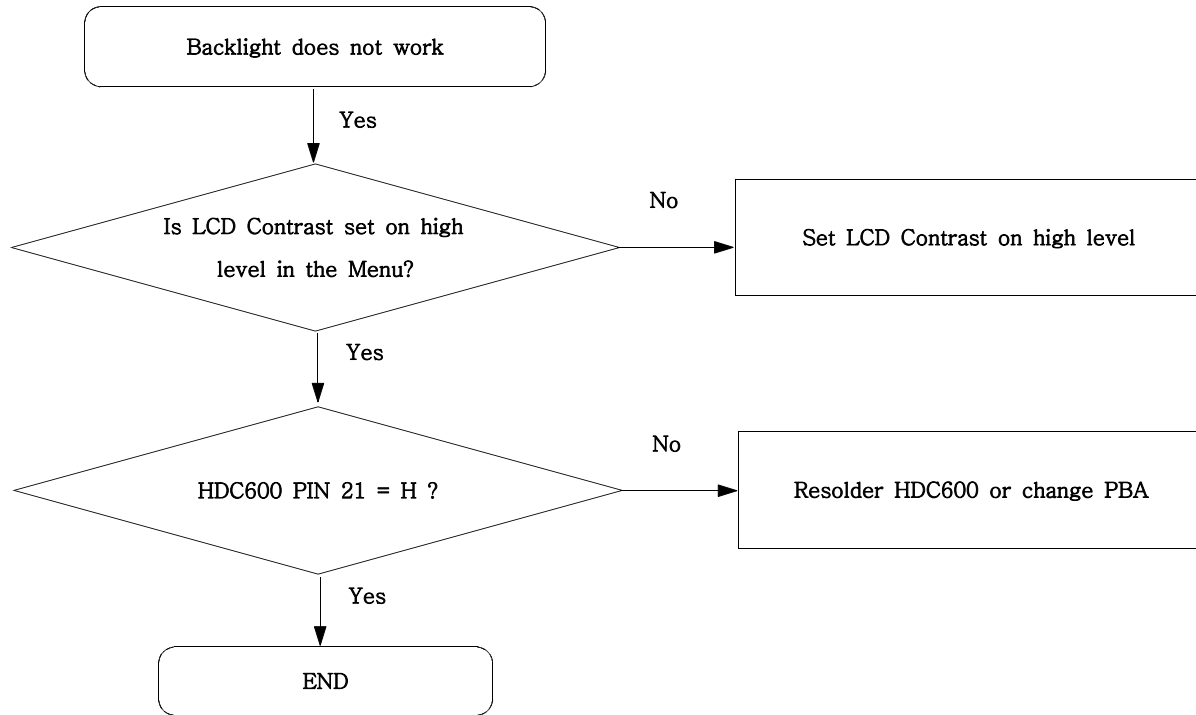 Backlight does not work
Yes
Is LCD Contrast set on high
level in the Menu?
No
Set LCD Contrast on high level
Yes
HDC600 PIN 21 = H ?
No
Resolder HDC600 or change PBA
Yes
END